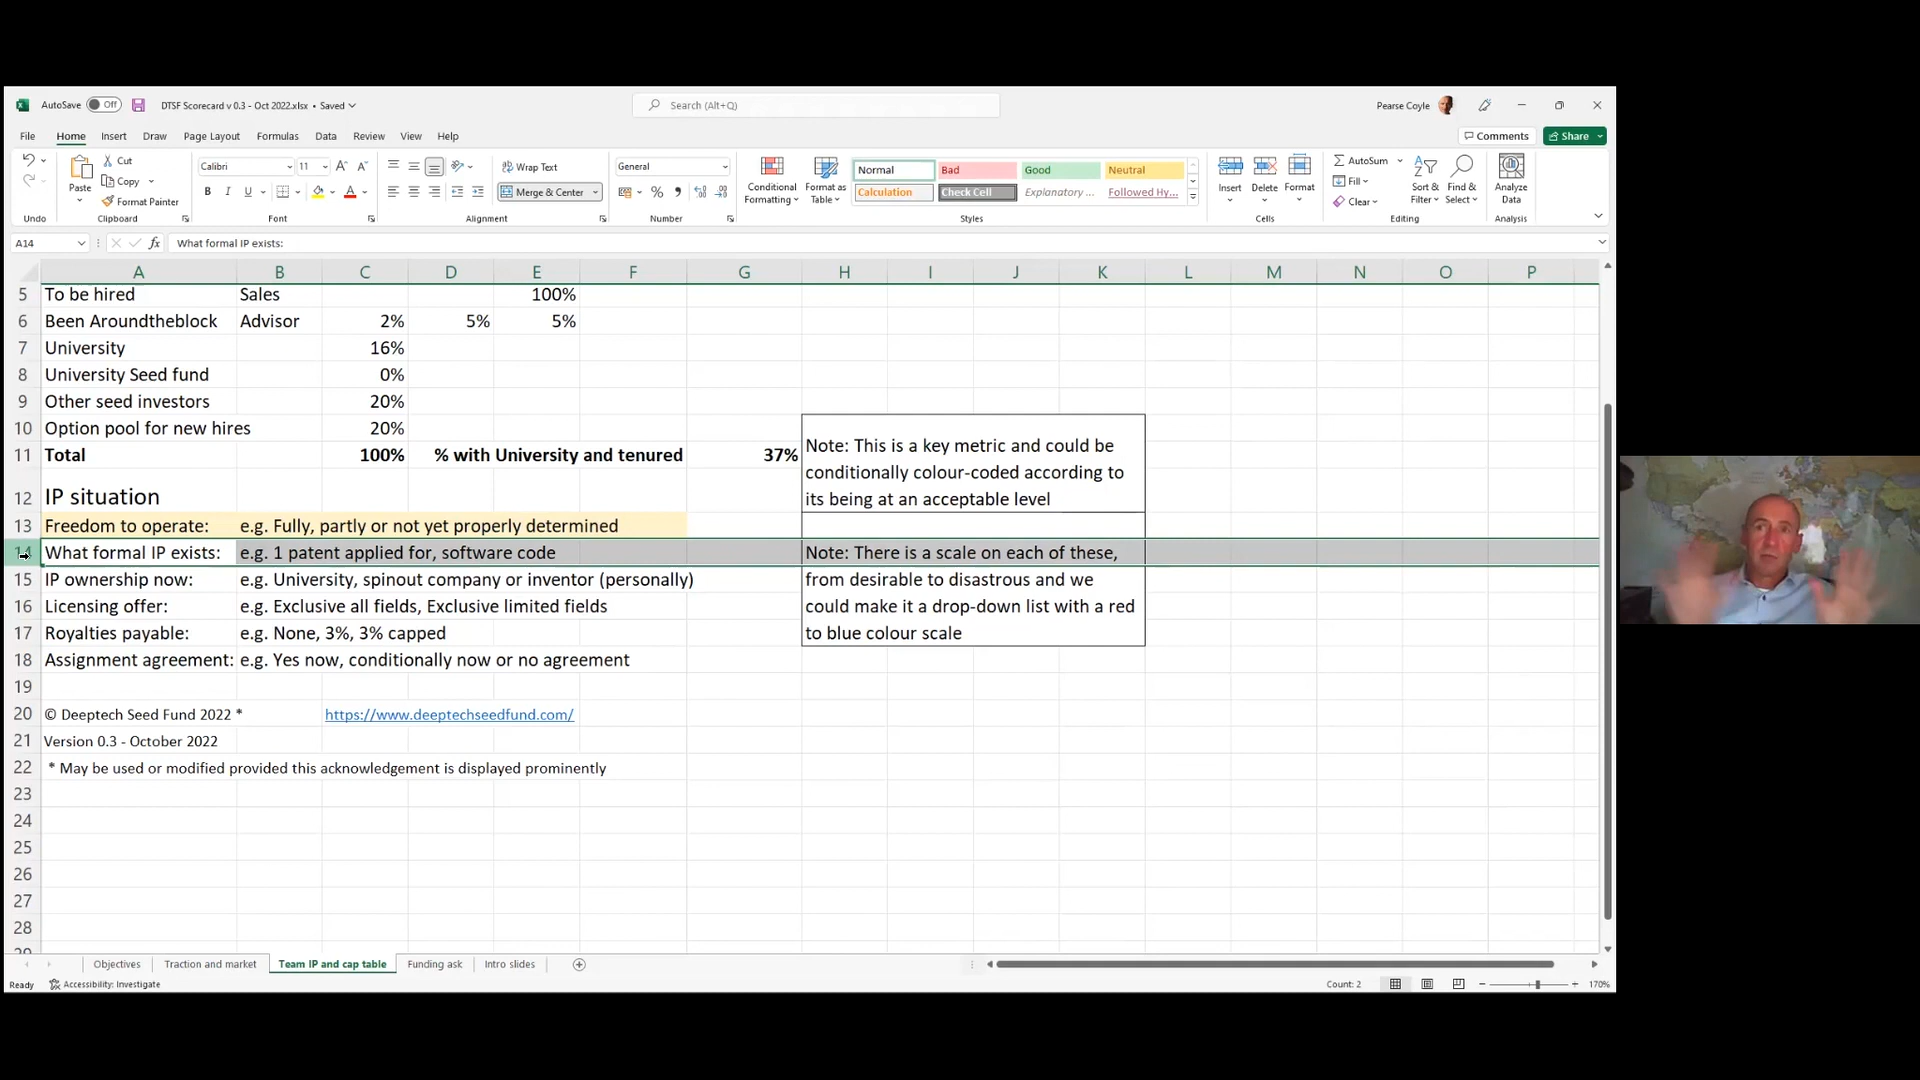 AutoSave Off DTSF Scorecard v 0.3 - Oct 2022.xlsx • Saved Search (Alt+Q) Pearse Coyle
File Home Insert Draw Page Layout Formulas Data Review View Help Comments Share
Cut Calibri 11 A A Wrap Text General Normal Bad Good Neutral AutoSum
Paste Copy Conditional Formatting Format as Table Insert Delete Format Fill Sort & Filter Find & Select Analyze Data
Format Painter B I U A Merge & Center % Calculation Check Cell Explanatory ... Followed Hy... Clear
Undo Clipboard Font Alignment Number Styles Cells Editing Analysis
A14 fx What formal IP exists:
A B C D E F G H I J K L M N O P
5 To be hired Sales 100%
6 Been Aroundtheblock Advisor 2% 5% 5%
7 University 16%
8 University Seed fund 0%
9 Other seed investors 20%
10 Option pool for new hires 20%
Note: This is a key metric and could be
11 Total 100% % with University and tenured 37%
conditionally colour-coded according to
12 IP situation its being at an acceptable level
13 Freedom to operate: e.g. Fully, partly or not yet properly determined
14 What formal IP exists: e.g. 1 patent applied for, software code Note: There is a scale on each of these,
15 IP ownership now: e.g. University, spinout company or inventor (personally) from desirable to disastrous and we
16 Licensing offer: e.g. Exclusive all fields, Exclusive limited fields could make it a drop-down list with a red
17 Royalties payable: e.g. None, 3%, 3% capped to blue colour scale
18 Assignment agreement: e.g. Yes now, conditionally now or no agreement
19
20 © Deeptech Seed Fund 2022 * https://www.deeptechseedfund.com/
21 Version 0.3 - October 2022
22 * May be used or modified provided this acknowledgement is displayed prominently
23
24
25
26
27
28
29
Objectives Traction and market Team IP and cap table Funding ask Intro slides
Ready Accessibility: Investigate Count: 2 170%